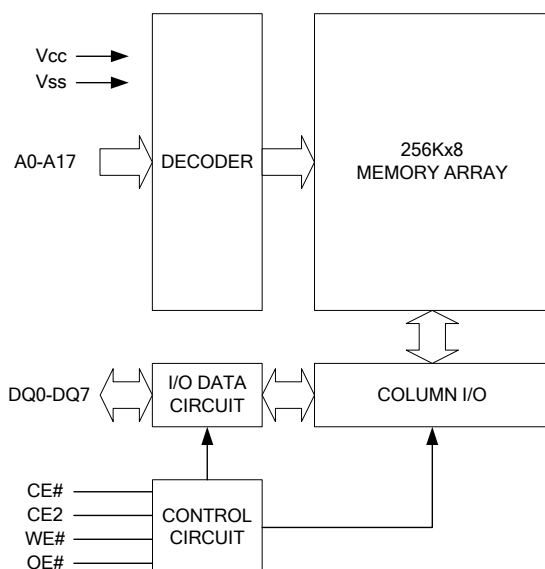 Vcc
Vss
A0-A17
DECODER
256Kx8
MEMORY ARRAY
DQ0-DQ7
I/O DATA
CIRCUIT
COLUMN I/O
CE#
CE2
WE#
OE#
CONTROL
CIRCUIT